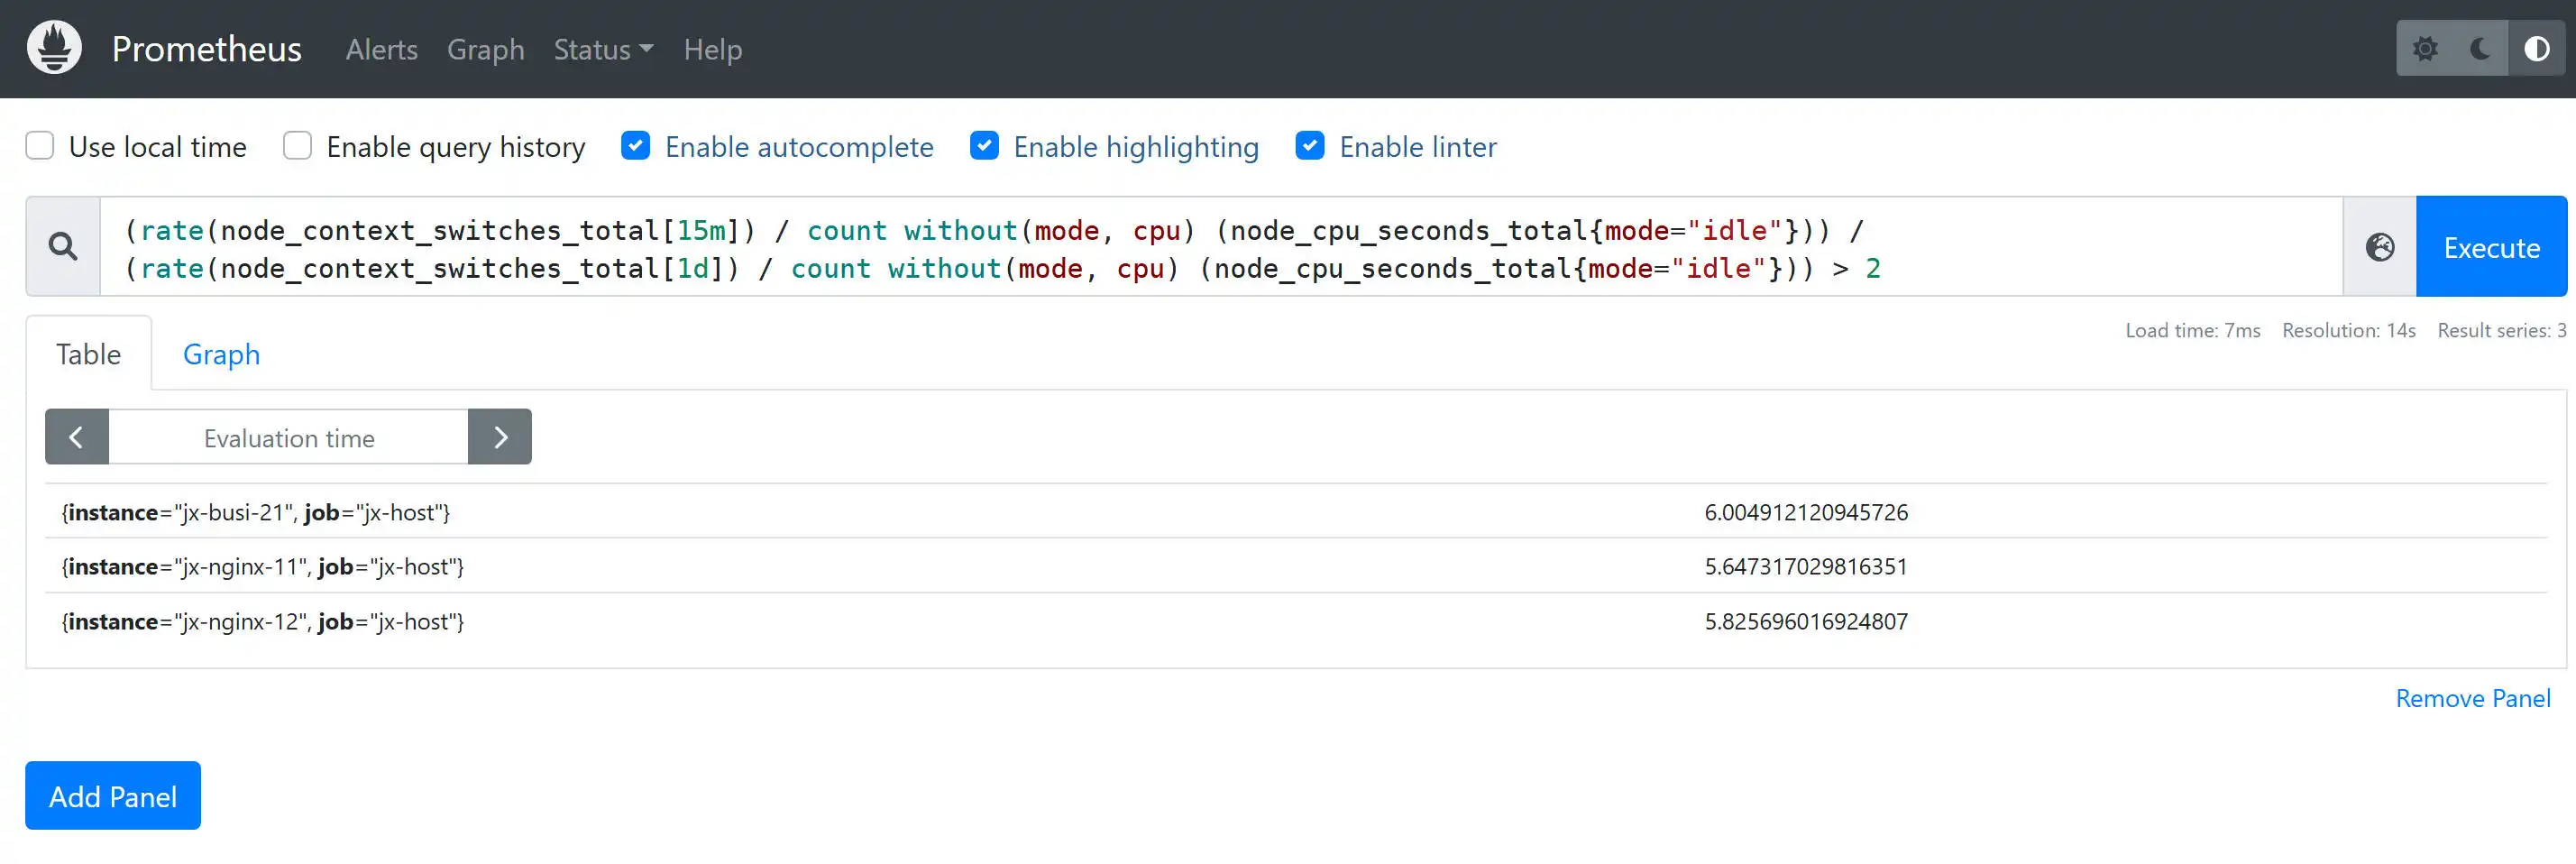 Prometheus Alerts Graph Status Help
Use local time Enable query history Enable autocomplete Enable highlighting Enable linter
(rate(node_context_switches_total[15m]) / count without(mode, cpu) (node_cpu_seconds_total{mode="idle"})) /
(rate(node_context_switches_total[1d]) / count without(mode, cpu) (node_cpu_seconds_total{mode="idle"})) > 2
Execute
Load time: 7ms Resolution: 14s Result series: 3
Table Graph
Evaluation time
{instance="jx-busi-21", job="jx-host"} 6.004912120945726
{instance="jx-nginx-11", job="jx-host"} 5.647317029816351
{instance="jx-nginx-12", job="jx-host"} 5.825696016924807
Remove Panel
Add Panel